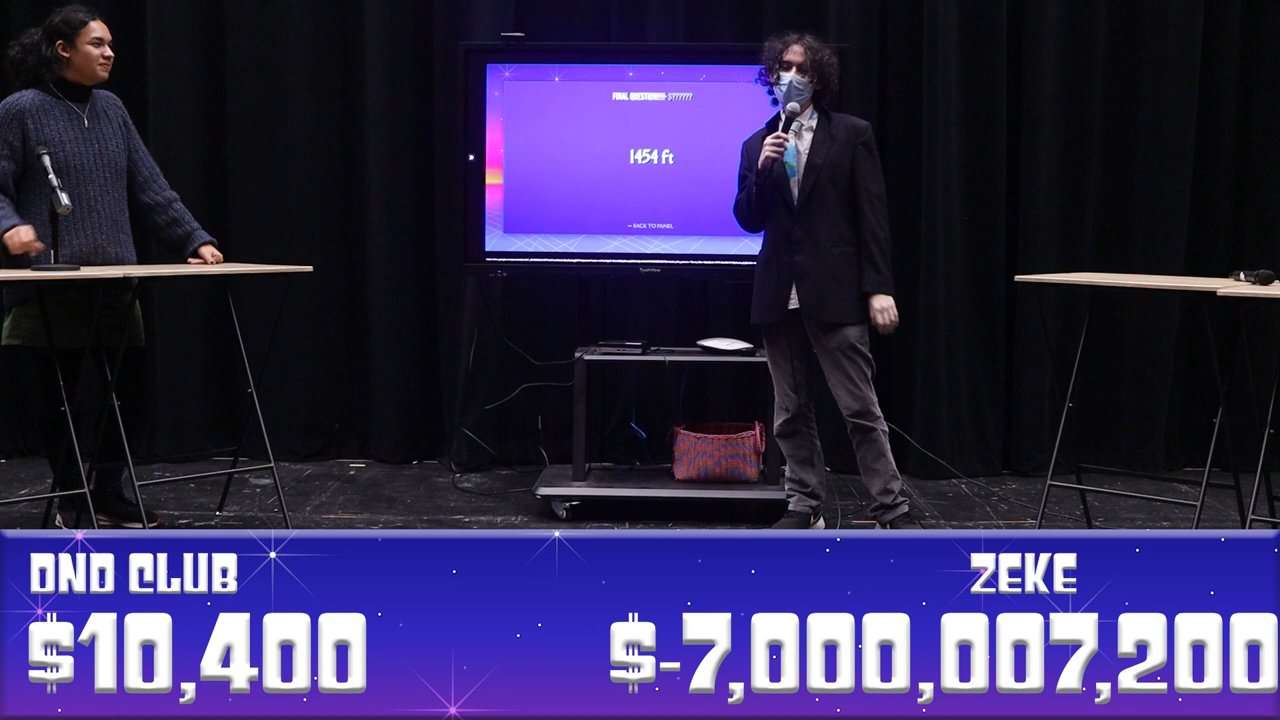 FINAL QUESTION!!!!- $??????
1454 ft
← BACK TO PANEL
DND CLUB
$10,400
ZEKE
$-7,000,007,200